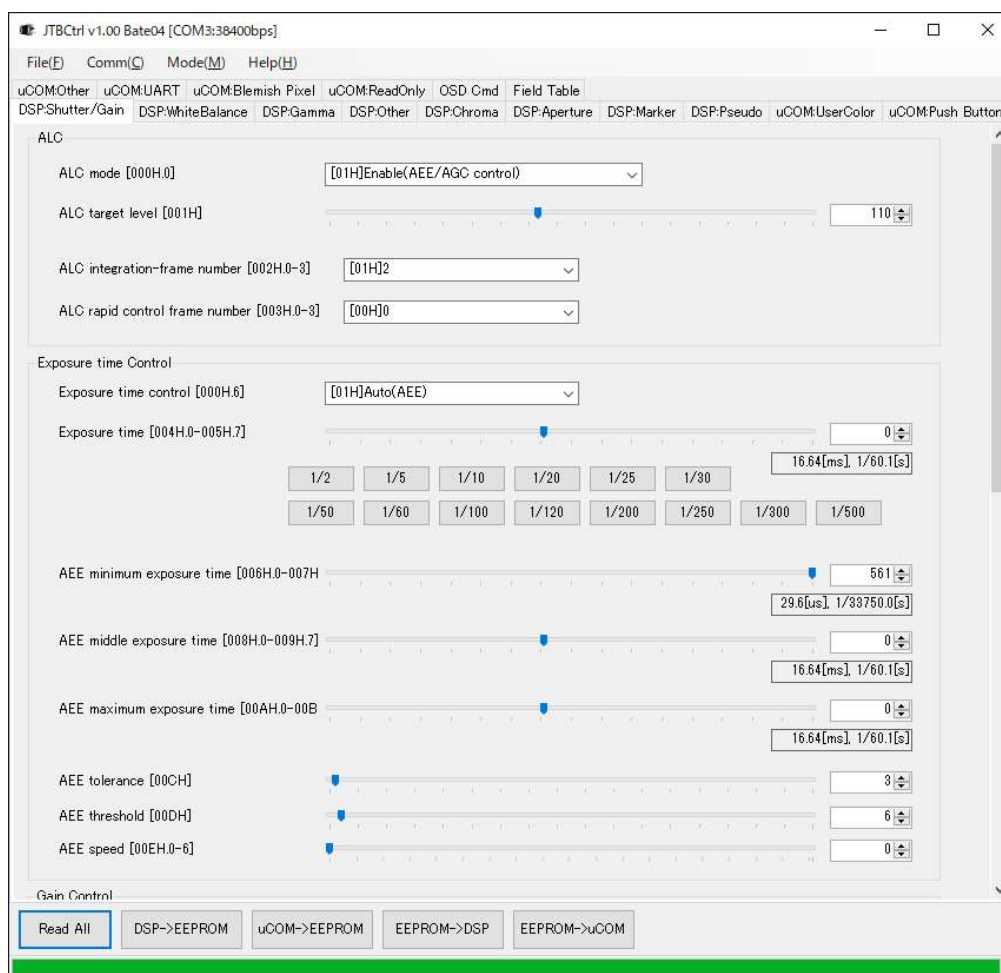 JTBCtrl v1.00 Bate04 [COM3:38400bps]
File(F) Comm(C) Mode(M) Help(H)
uCOM:Other uCOM:UART uCOM:Blemish Pixel uCOM:ReadOnly OSD Cmd Field Table
DSP:Shutter/Gain DSP:WhiteBalance DSP:Gamma DSP:Other DSP:Chroma DSP:Aperture DSP:Marker DSP:Pseudo uCOM:UserColor uCOM:Push Button
ALC
ALC mode [000H.0] [01H]Enable(AEE/AGC control)
ALC target level [001H] 110
ALC integration-frame number [002H.0-3] [01H]2
ALC rapid control frame number [003H.0-3] [00H]0
Exposure time Control
Exposure time control [000H.6] [01H]Auto(AEE)
Exposure time [004H.0-005H.7] 0
16.64[ms], 1/60.1[s]
1/2 1/5 1/10 1/20 1/25 1/30
1/50 1/60 1/100 1/120 1/200 1/250 1/300 1/500
AEE minimum exposure time [006H.0-007H 561
29.6[us], 1/33750.0[s]
AEE middle exposure time [008H.0-009H.7] 0
16.64[ms], 1/60.1[s]
AEE maximum exposure time [00AH.0-00B 0
16.64[ms], 1/60.1[s]
AEE tolerance [00CH] 3
AEE threshold [00DH] 6
AEE speed [00EH.0-6] 0
Gain Control
Read All DSP->EEPROM uCOM->EEPROM EEPROM->DSP EEPROM->uCOM